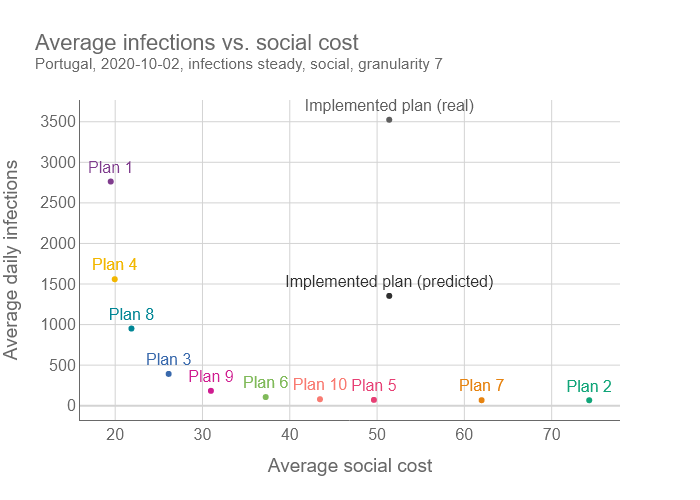 Average infections vs. social cost
Portugal, 2020-10-02, infections steady, social, granularity 7
Implemented plan (real)
3500
Plan 1
3000
2500
Plan 4
2000
Implemented plan (predicted)
1500
Plan 8
1000
Plan 3
500
Plan 9
Plan 6
Plan 10
Plan 5
Plan 7
Plan 2
0
20
30
40
50
60
70
Average social cost
Average daily infections